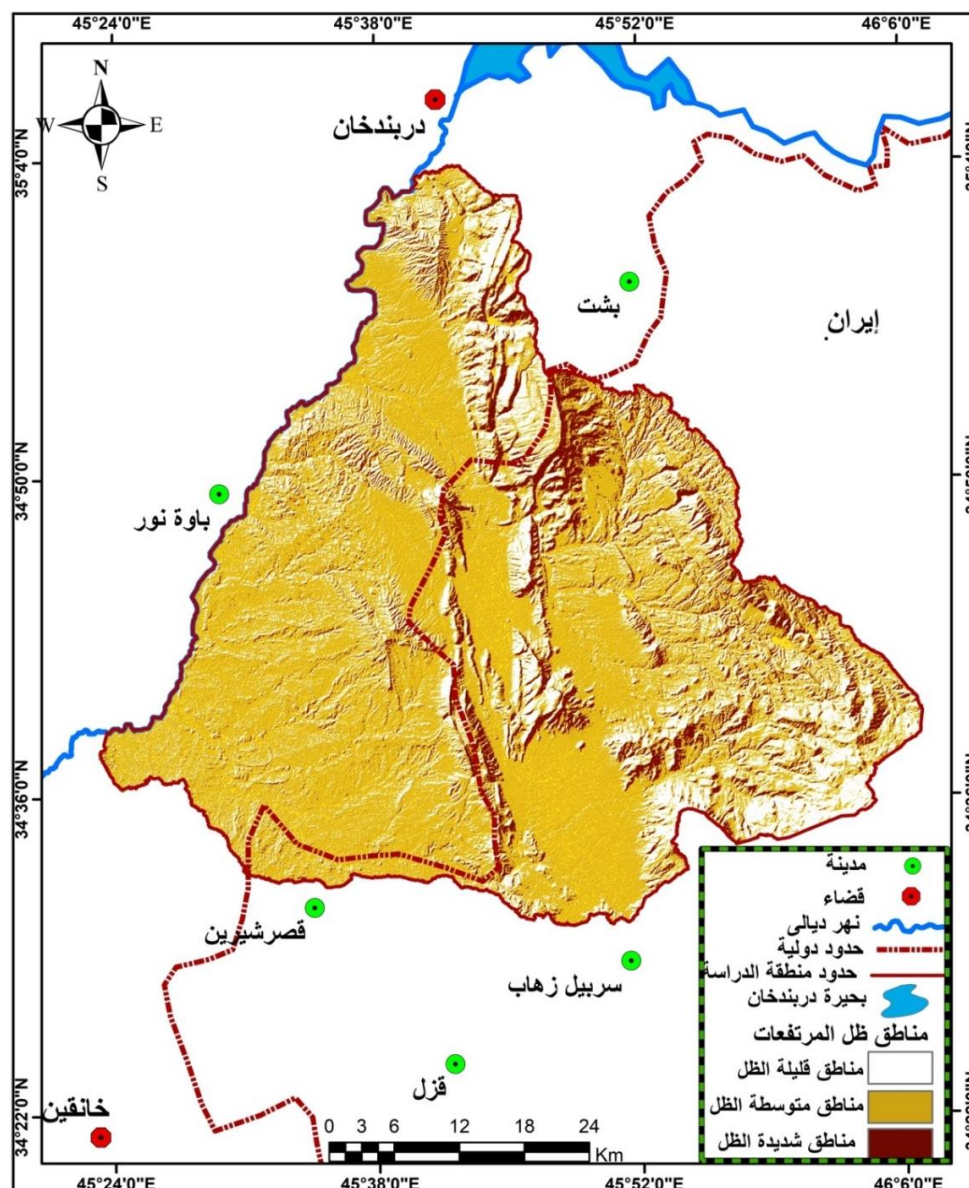 45°24'0"E 45°38'0"E 45°52'0"E 46°6'0"E
N
W E
S
دربندخان
35°4'0"N
بشت
إيران
34°50'0"N
باوة نور
34°36'0"N
قصرشيرين
سربيل زهاب
قزل
خانقين
34°22'0"N
0 3 6 12 18 24
Km
مدينة
قضاء
نهر ديالى
حدود دولية
حدود منطقة الدراسة
بحيرة دربندخان
مناطق ظل المرتفعات
مناطق قليلة الظل
مناطق متوسطة الظل
مناطق شديدة الظل
45°24'0"E 45°38'0"E 45°52'0"E 46°6'0"E